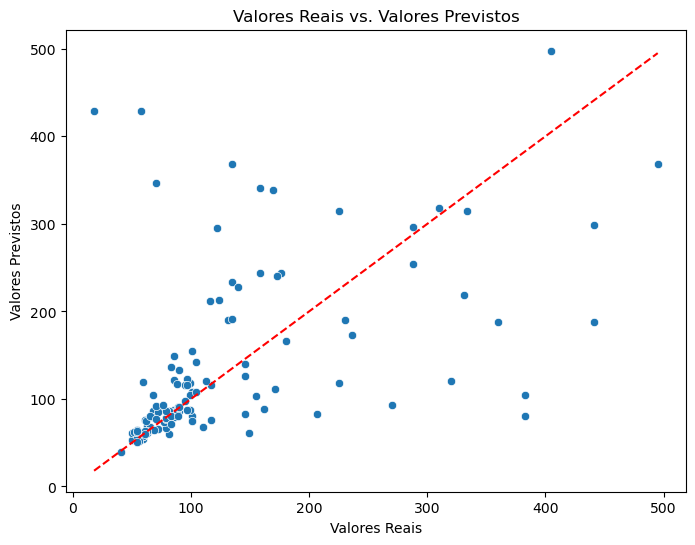 Valores Reais vs. Valores Previstos
500
400
300
200
100
0
Valores Previstos
0 100 200 300 400 500
Valores Reais